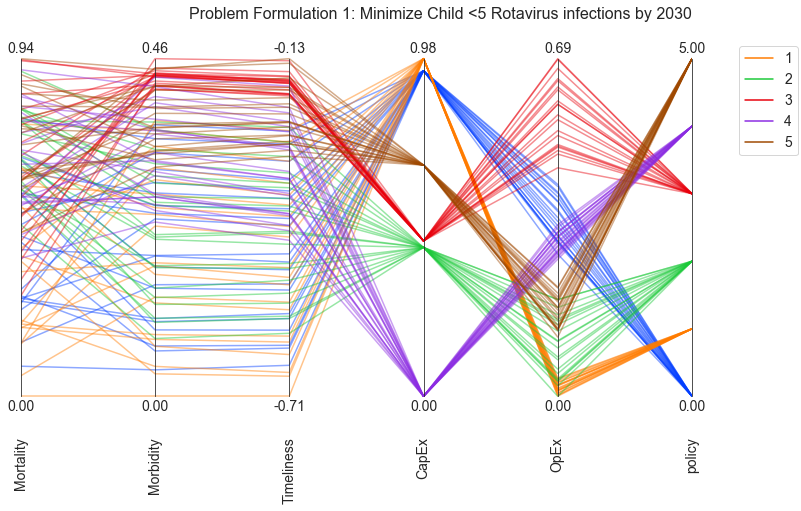 Problem Formulation 1: Minimize Child <5 Rotavirus infections by 2030
0.94 0.46 -0.13 0.98 0.69 5.00
1
2
3
4
5
0.00 0.00 -0.71 0.00 0.00 0.00
Mortality
Morbidity
Timeliness
CapEx
OpEx
policy